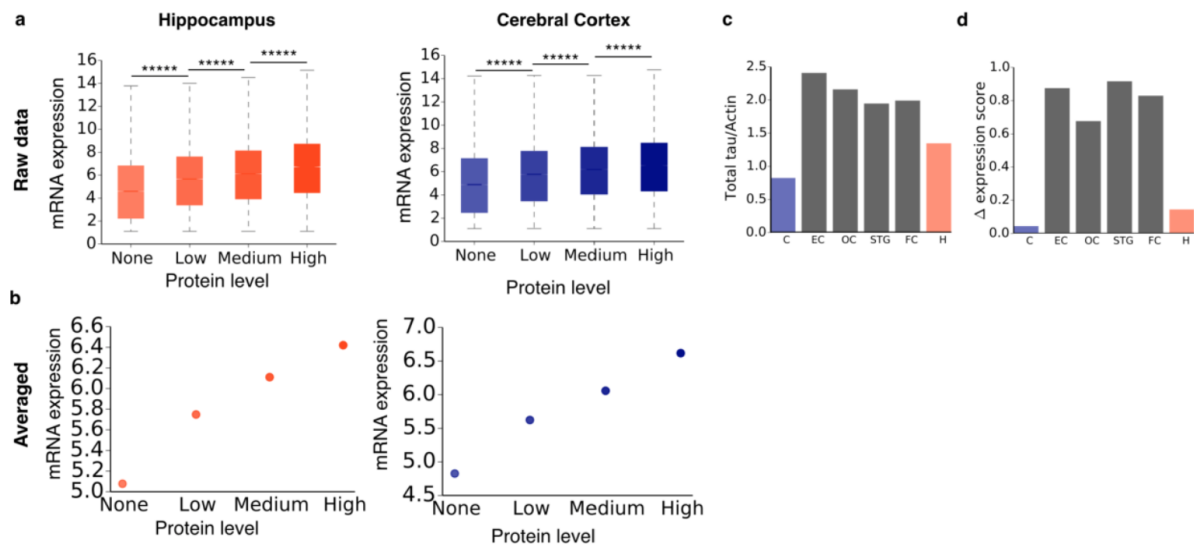 a
Hippocampus
Cerebral Cortex
c
d
Raw data
mRNA expression
16
14
12
10
8
6
4
2
0
*****
*****
*****
None Low Medium High
Protein level
mRNA expression
16
14
12
10
8
6
4
2
0
*****
*****
*****
None Low Medium High
Protein level
Total tau/Actin
2.5
2.0
1.5
1.0
0.5
0.0
C EC OC STG FC H
Δ expression score
1.0
0.8
0.6
0.4
0.2
0.0
C EC OC STG FC H
b
Averaged
mRNA expression
6.6
6.4
6.2
6.0
5.8
5.6
5.4
5.2
5.0
None Low Medium High
Protein level
mRNA expression
7.0
6.5
6.0
5.5
5.0
4.5
None Low Medium High
Protein level